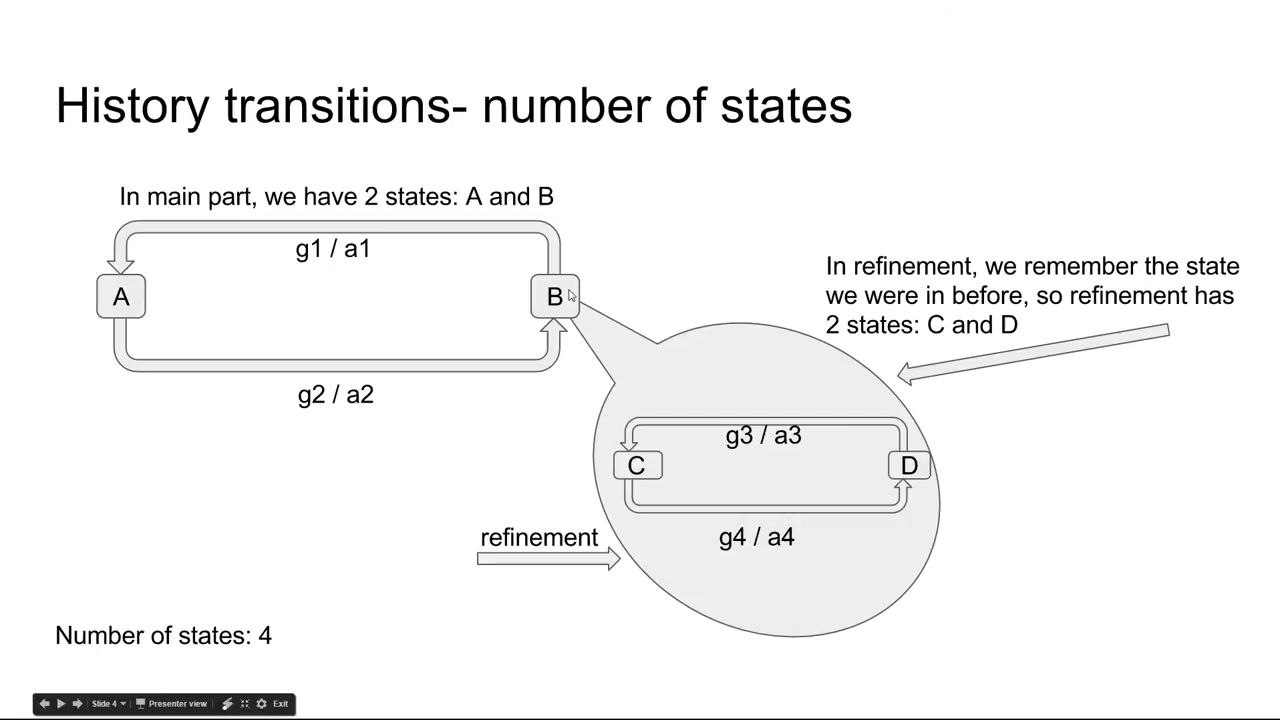 History transitions- number of states
In main part, we have 2 states: A and B
g1 / a1
A
B
g2 / a2
In refinement, we remember the state
we were in before, so refinement has
2 states: C and D
g3 / a3
C
D
g4 / a4
refinement
Number of states: 4
Slide 4
Presenter view
Exit